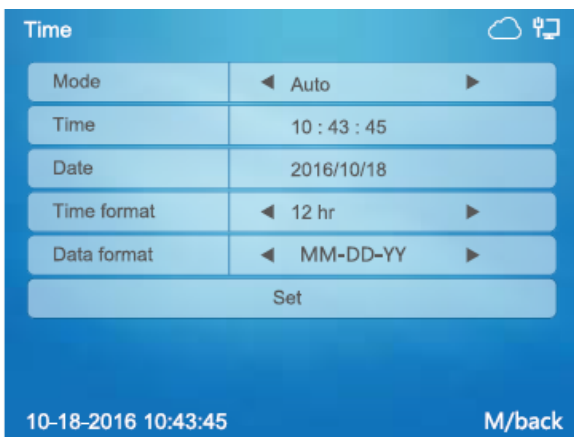 Time
Mode Auto
Time 10 : 43 : 45
Date 2016/10/18
Time format 12 hr
Data format MM-DD-YY
Set
10-18-2016 10:43:45 M/back